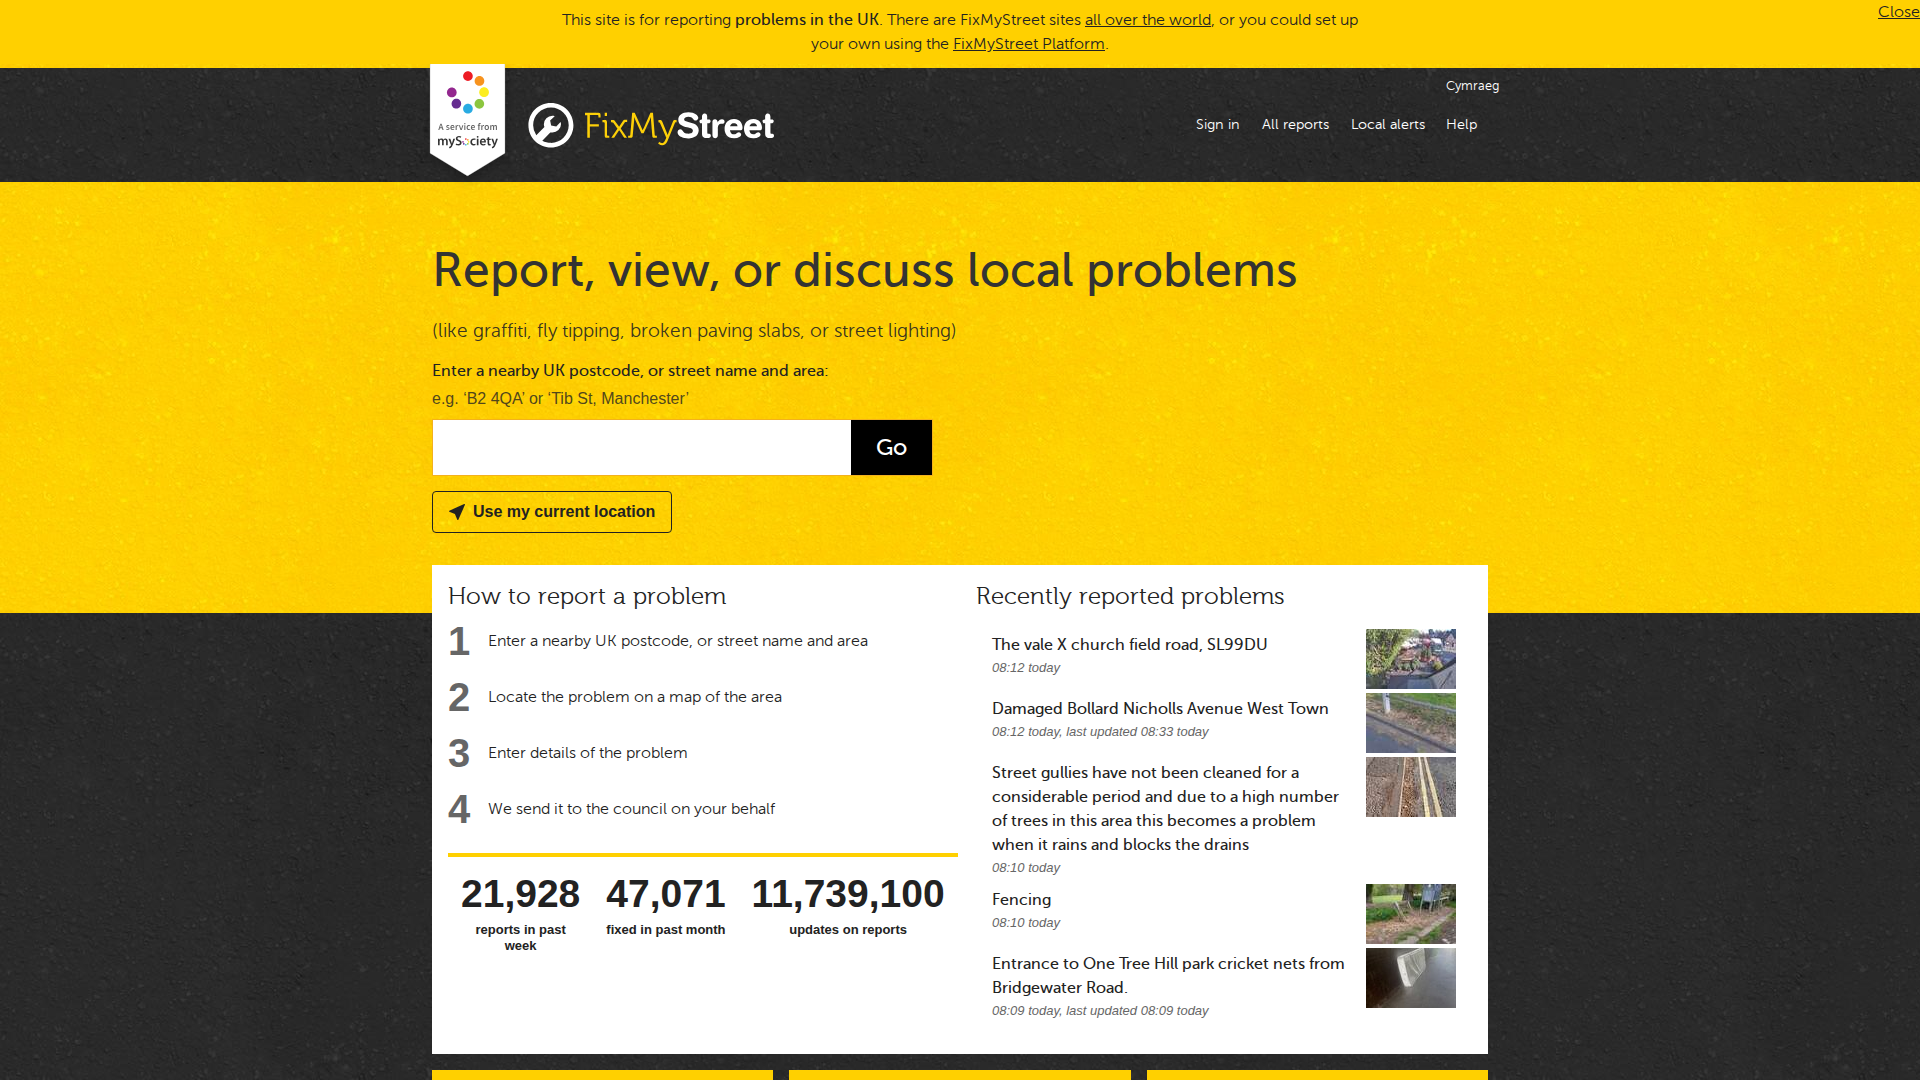 This site is for reporting problems in the UK. There are FixMyStreet sites all over the world, or you could set up
your own using the FixMyStreet Platform.
Close
A service from
mySociety
FixMyStreet
Cymraeg
Sign in
All reports
Local alerts
Help
Report, view, or discuss local problems
(like graffiti, fly tipping, broken paving slabs, or street lighting)
Enter a nearby UK postcode, or street name and area:
e.g. ‘B2 4QA’ or ‘Tib St, Manchester’
Go
Use my current location
How to report a problem
1 Enter a nearby UK postcode, or street name and area
2 Locate the problem on a map of the area
3 Enter details of the problem
4 We send it to the council on your behalf
21,928
reports in past
week
47,071
fixed in past month
11,739,100
updates on reports
Recently reported problems
The vale X church field road, SL99DU
08:12 today
Damaged Bollard Nicholls Avenue West Town
08:12 today, last updated 08:33 today
Street gullies have not been cleaned for a
considerable period and due to a high number
of trees in this area this becomes a problem
when it rains and blocks the drains
08:10 today
Fencing
08:10 today
Entrance to One Tree Hill park cricket nets from
Bridgewater Road.
08:09 today, last updated 08:09 today